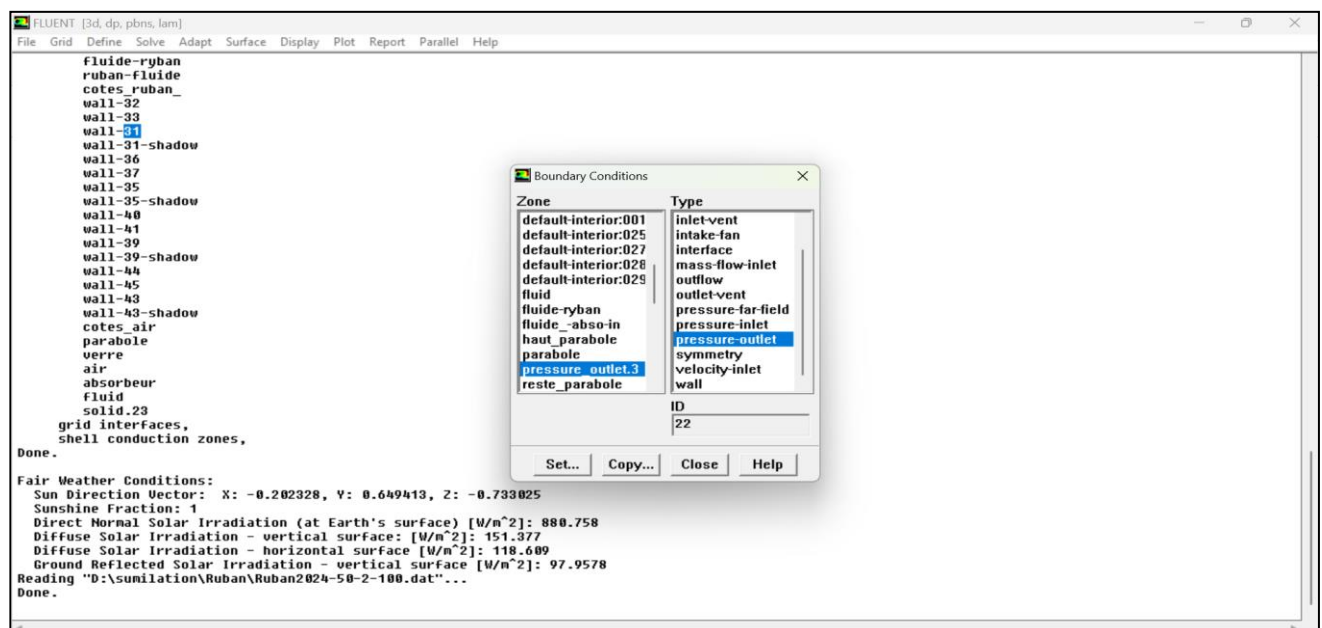 FLUENT [3d, dp, pbns, lam]
File Grid Define Solve Adapt Surface Display Plot Report Parallel Help
fluide-ryban
ruban-fluide
cotes_ruban_
wall-32
wall-33
wall-31
wall-31-shadow
wall-36
wall-37
wall-35
wall-35-shadow
wall-40
wall-41
wall-39
wall-39-shadow
wall-44
wall-45
wall-43
wall-43-shadow
cotes_air
parabole
verre
air
absorbeur
fluid
solid.23
grid interfaces,
shell conduction zones,
Done.
Fair Weather Conditions:
Sun Direction Vector: X: -0.202328, Y: 0.649413, Z: -0.733025
Sunshine Fraction: 1
Direct Normal Solar Irradiation (at Earth's surface) [W/m^2]: 880.758
Diffuse Solar Irradiation - vertical surface: [W/m^2]: 151.377
Diffuse Solar Irradiation - horizontal surface [W/m^2]: 118.609
Ground Reflected Solar Irradiation - vertical surface [W/m^2]: 97.9578
Reading "D:\sumilation\Ruban\Ruban2024-50-2-100.dat"...
Done.
Boundary Conditions
Zone
default-interior:001
default-interior:025
default-interior:027
default-interior:028
default-interior:029
fluid
fluide-ryban
fluide_-abso-in
haut_parabole
parabole
pressure_outlet.3
reste_parabole
Type
inlet-vent
intake-fan
interface
mass-flow-inlet
outflow
outlet-vent
pressure-far-field
pressure-inlet
pressure-outlet
symmetry
velocity-inlet
wall
ID
22
Set... Copy... Close Help